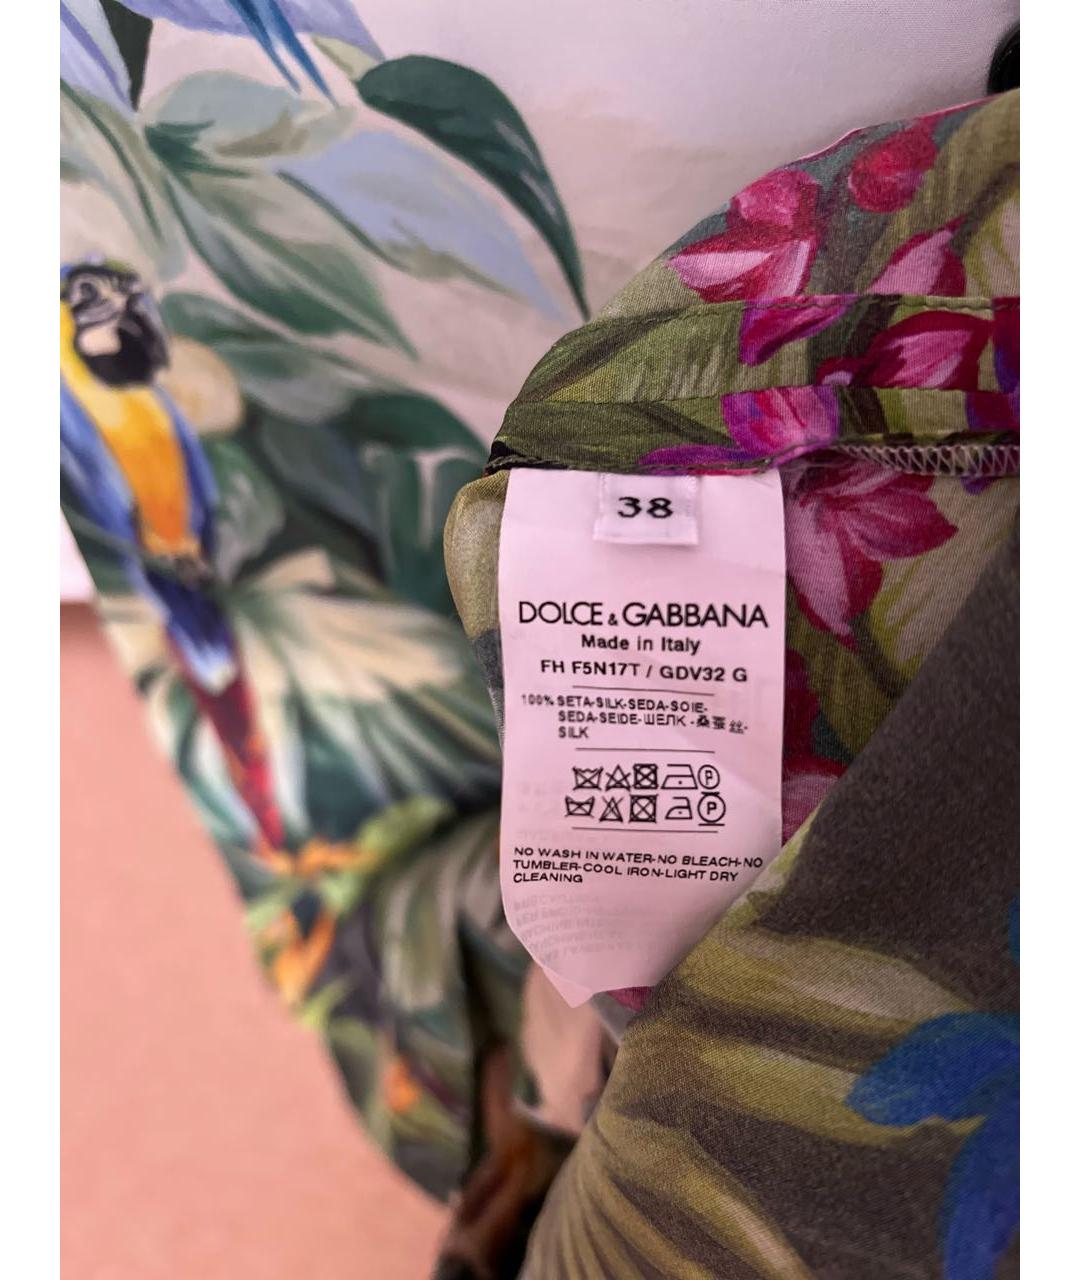 38
DOLCE & GABBANA
Made in Italy
FH F5N17T / GDV32 G
100% SETA-SILK-SEDA-SOIE-
SEDA-SEIDE-ШЕЛК-桑蚕丝-
SILK
P
P
NO WASH IN WATER-NO BLEACH-NO
TUMBLER-COOL IRON-LIGHT DRY
CLEANING